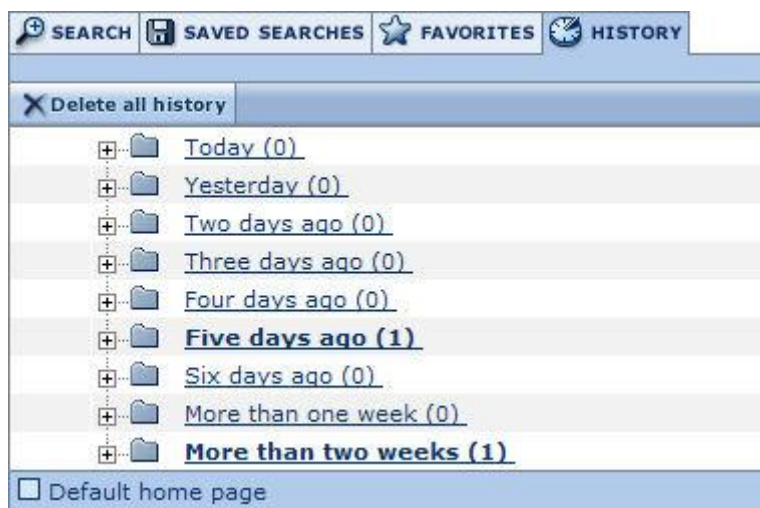 SEARCH SAVED SEARCHES FAVORITES HISTORY
Delete all history
Today (0)
Yesterday (0)
Two days ago (0)
Three days ago (0)
Four days ago (0)
Five days ago (1)
Six days ago (0)
More than one week (0)
More than two weeks (1)
Default home page